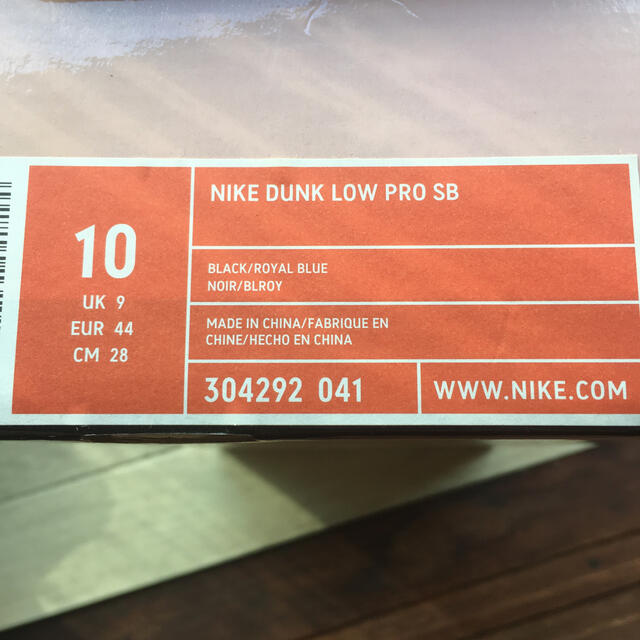 10
UK 9
EUR 44
CM 28
NIKE DUNK LOW PRO SB
BLACK/ROYAL BLUE
NOIR/BLROY
MADE IN CHINA/FABRIQUE EN
CHINE/HECHO EN CHINA
304292 041
WWW.NIKE.COM